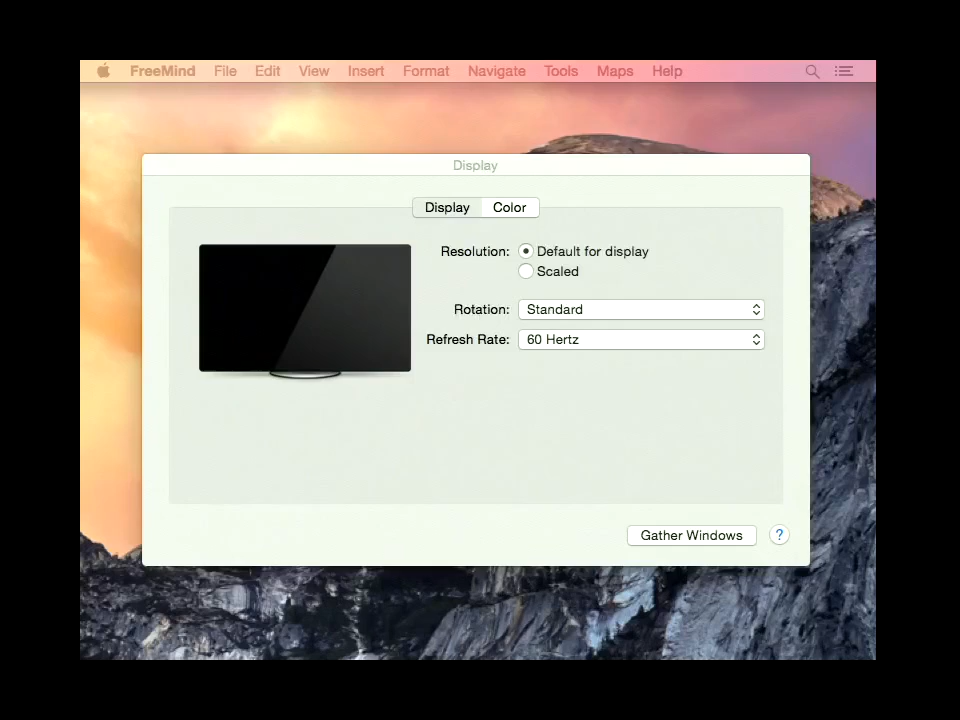 FreeMind File Edit View Insert Format Navigate Tools Maps Help
Display
Display Color
Resolution: Default for display
Scaled
Rotation: Standard
Refresh Rate: 60 Hertz
Gather Windows ?